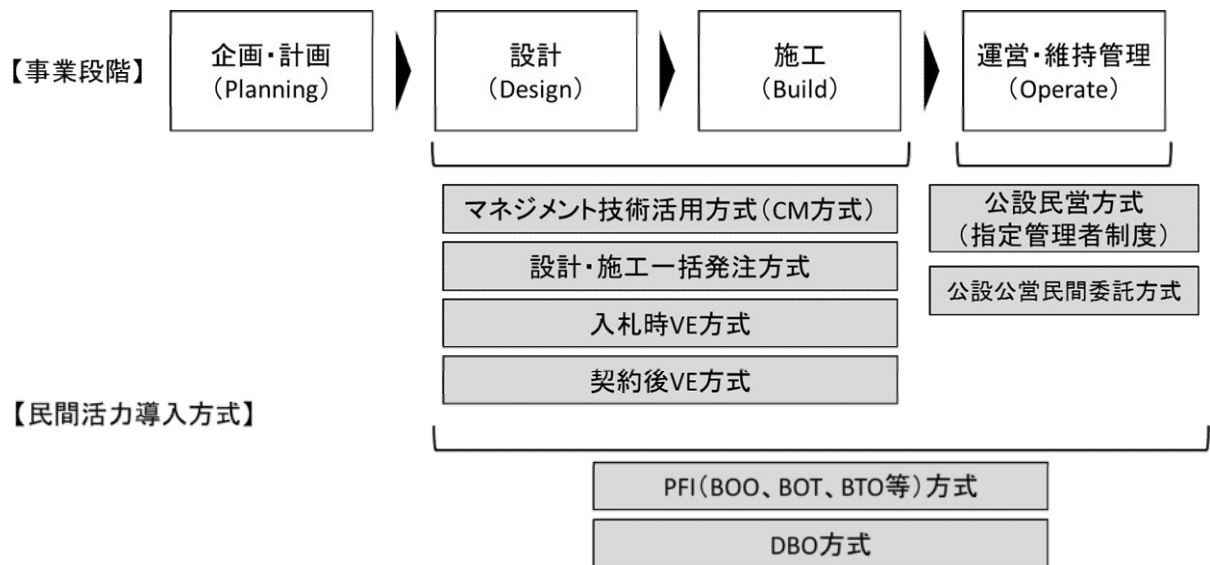 【事業段階】
企画・計画
（Planning）
設計
（Design）
施工
（Build）
運営・維持管理
（Operate）
マネジメント技術活用方式（CM方式）
設計・施工一括発注方式
入札時VE方式
契約後VE方式
公設民営方式
（指定管理者制度）
公設公営民間委託方式
【民間活力導入方式】
PFI（BOO、BOT、BTO等）方式
DBO方式